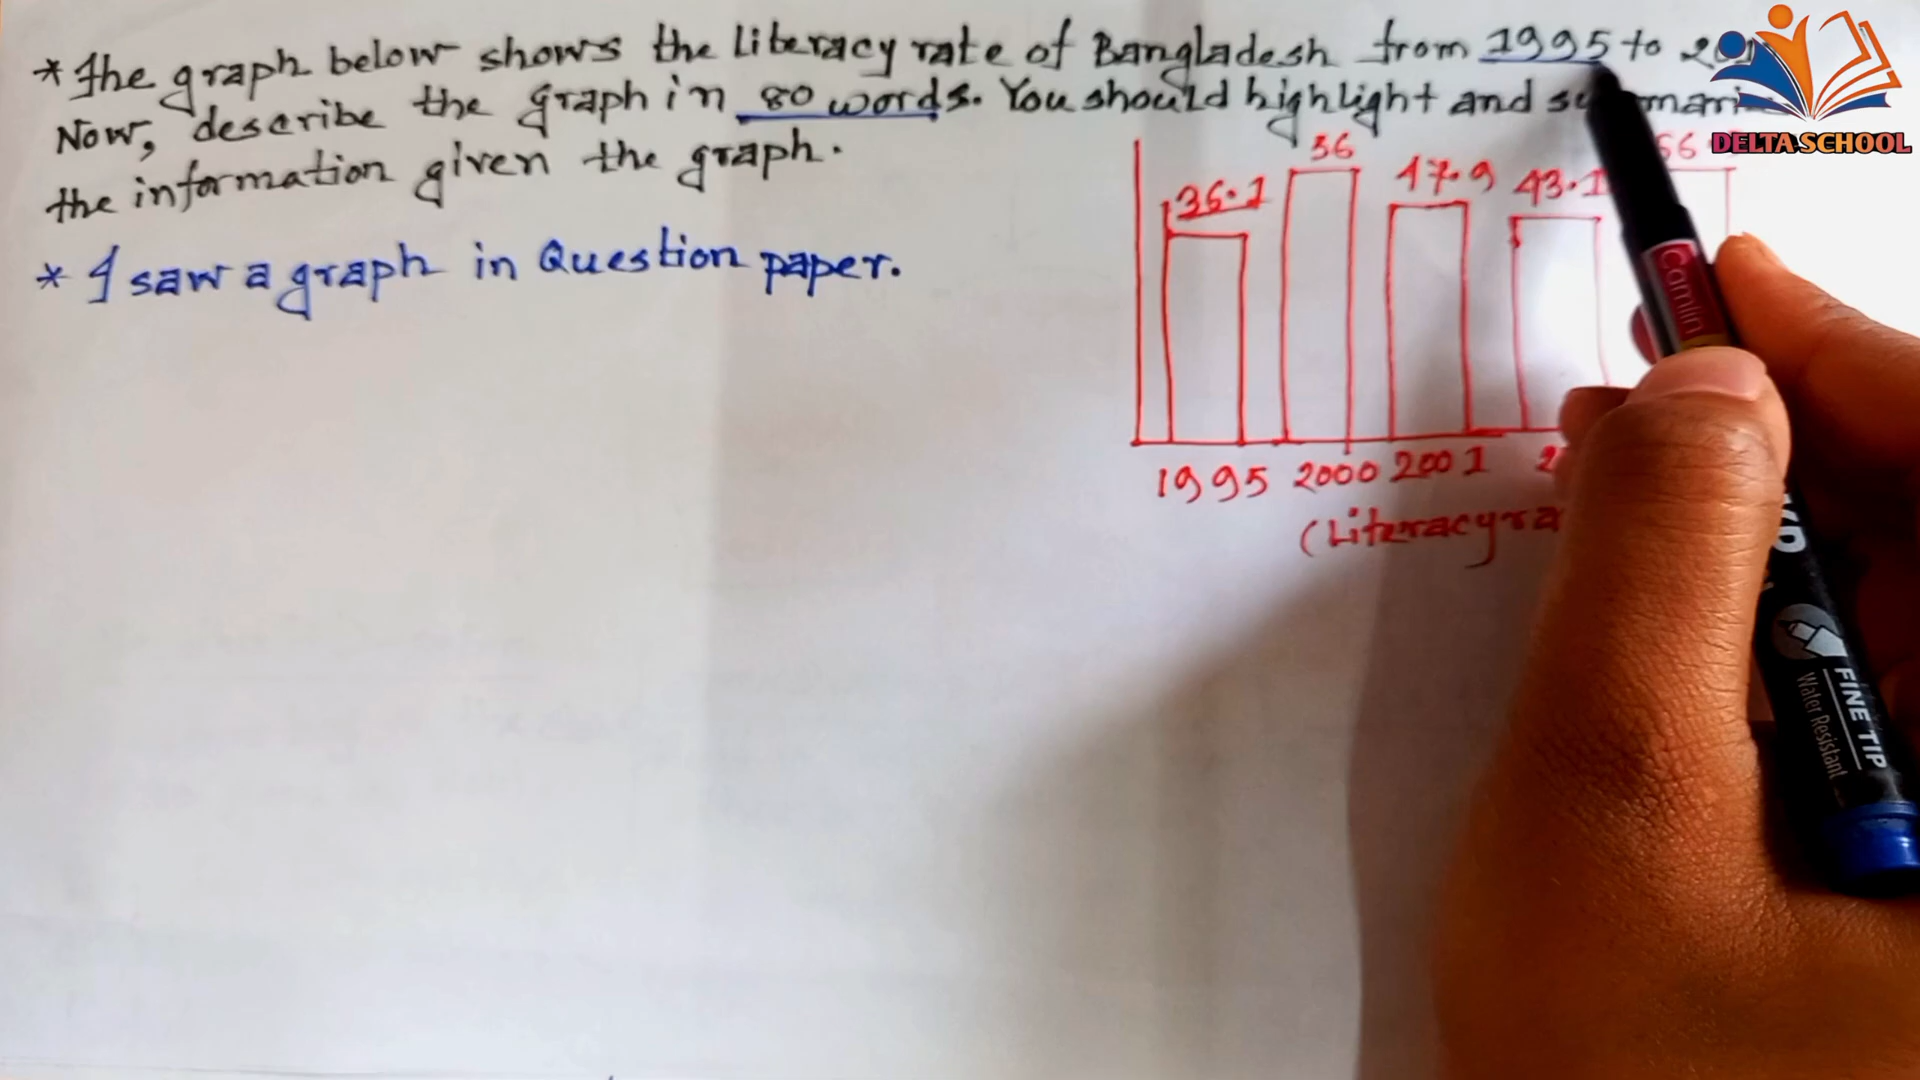 * The graph below shows the literacy rate of Bangladesh from 1995 to
Now, describe the graph in 80 words. You should highlight and
the information given the graph.
* I saw a graph in Question paper.
DELTA SCHOOL
36.1 36 47.9 43.1
1995 2000 2001
(Literacy
Camlin
FINE TIP
Water Resistant